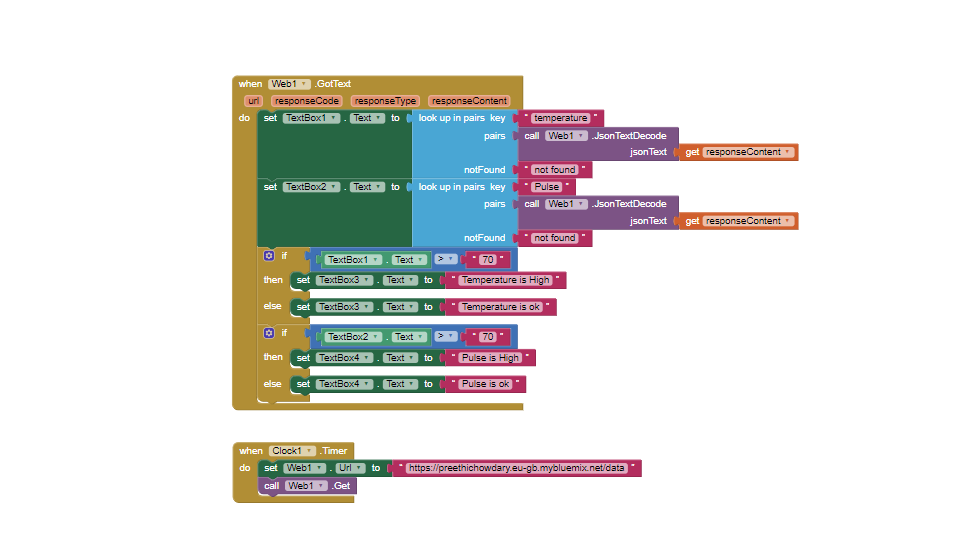 when Web1 .GotText
url responseCode responseType responseContent
do set TextBox1 . Text to look up in pairs key " temperature "
pairs call Web1 .JsonTextDecode
jsonText get responseContent
notFound " not found "
set TextBox2 . Text to look up in pairs key " Pulse "
pairs call Web1 .JsonTextDecode
jsonText get responseContent
notFound " not found "
if TextBox1 . Text > " 70 "
then set TextBox3 . Text to " Temperature is High "
else set TextBox3 . Text to " Temperature is ok "
if TextBox2 . Text > " 70 "
then set TextBox4 . Text to " Pulse is High "
else set TextBox4 . Text to " Pulse is ok "
when Clock1 .Timer
do set Web1 . Url to " https://preethichowdary.eu-gb.mybluemix.net/data "
call Web1 .Get